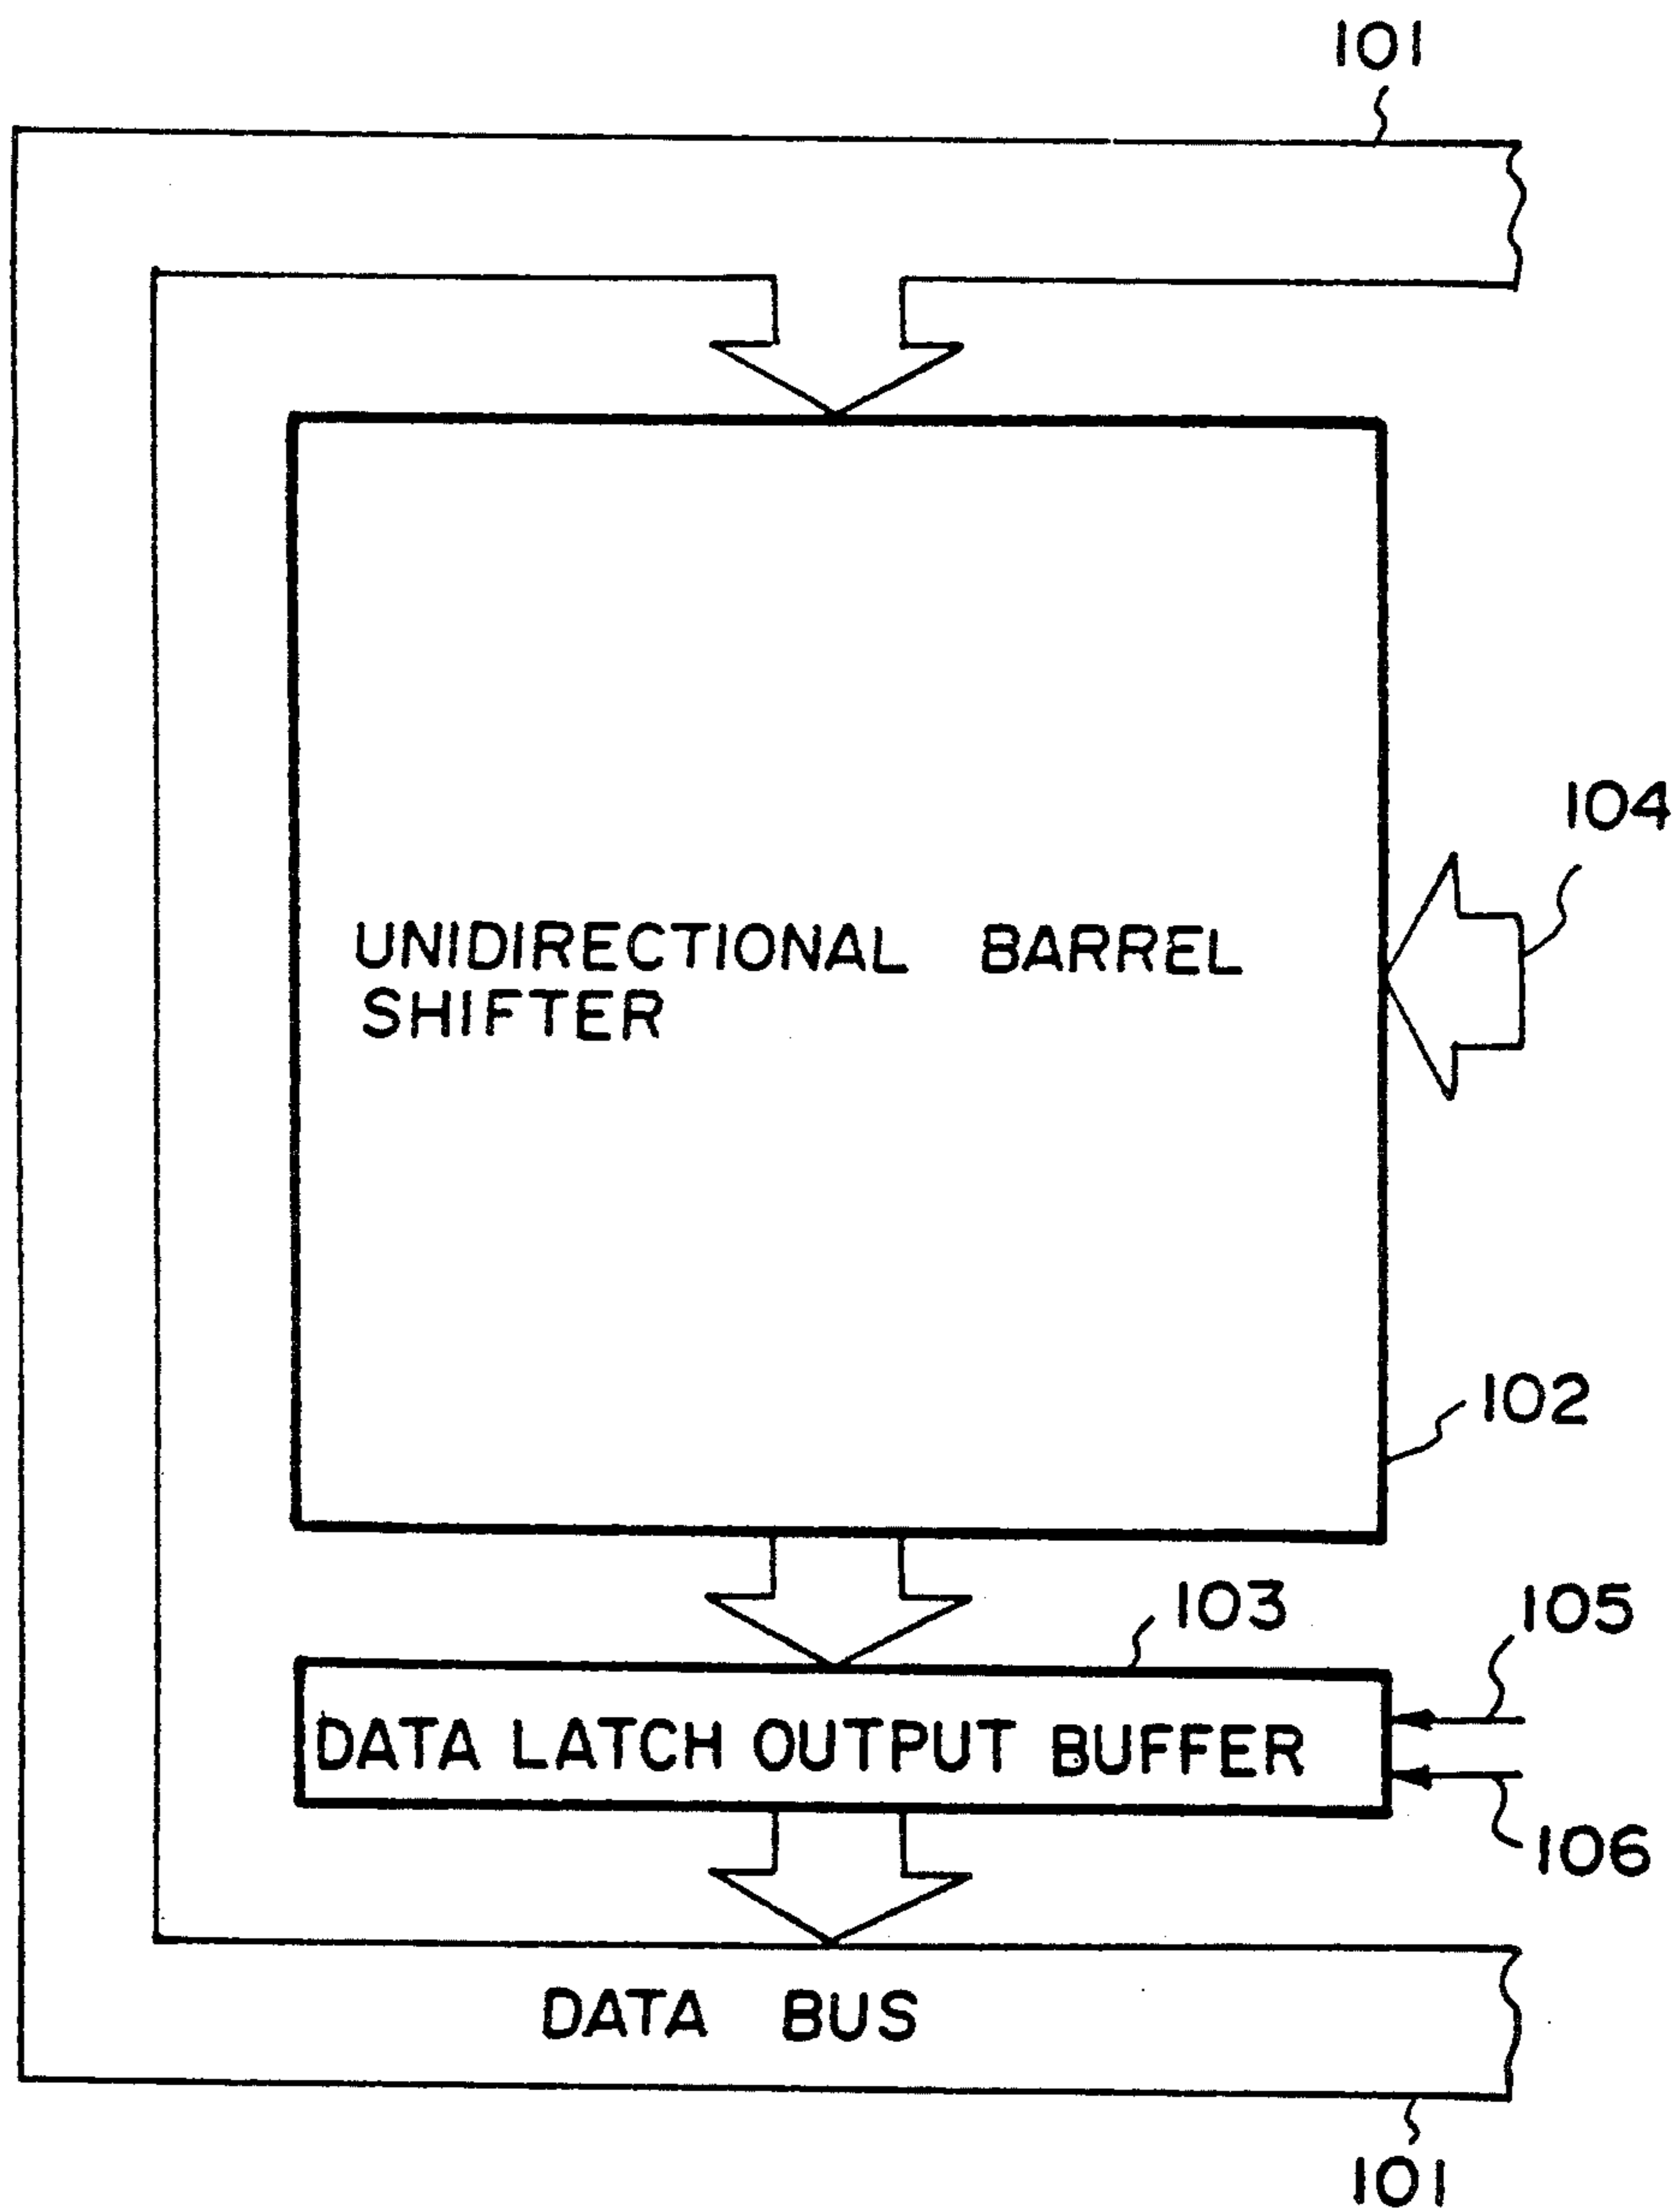 101
104
UNIDIRECTIONAL BARREL
SHIFTER
102
103
105
DATA LATCH OUTPUT BUFFER
106
DATA BUS
101